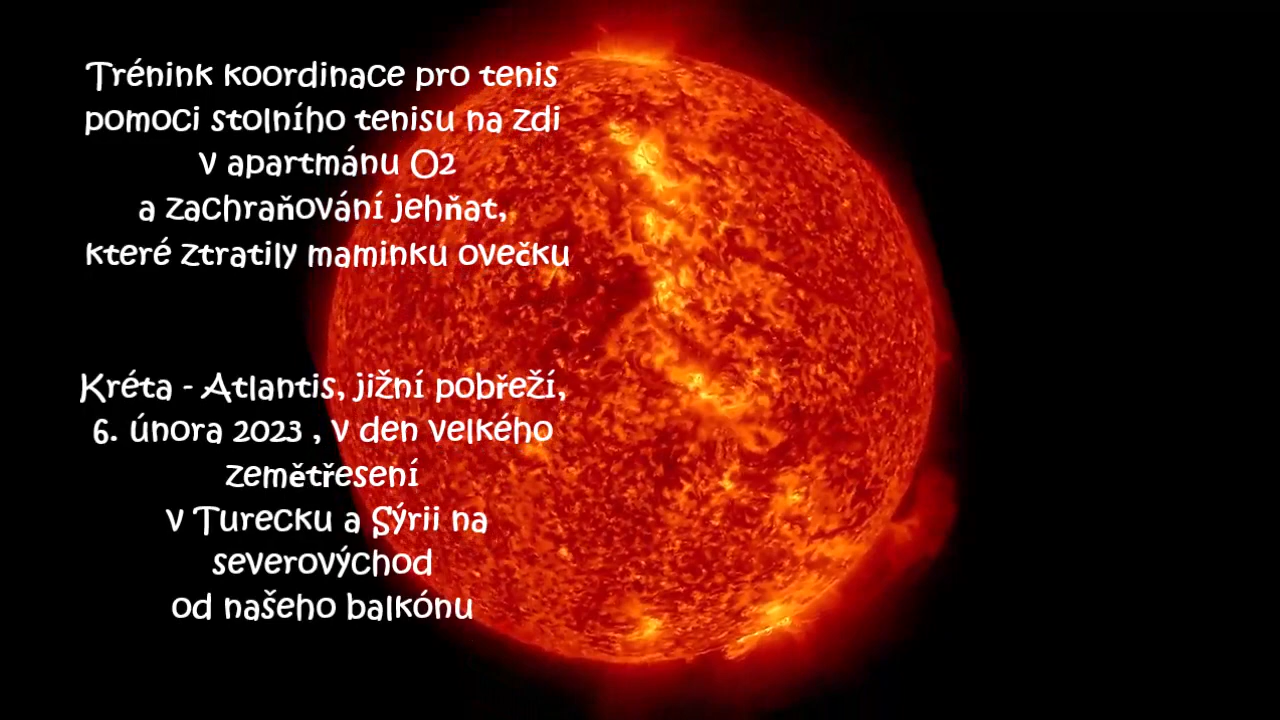 Trénink koordinace pro tenis
pomoci stolního tenisu na zdi
v apartmánu O2
a zachraňování jehňat,
které ztratily maminku ovečku
Kréta - Atlantis, jižní pobřeží,
6. února 2023 , v den velkého
zemětřesení
v Turecku a Sýrii na
severovýchod
od našeho balkónu